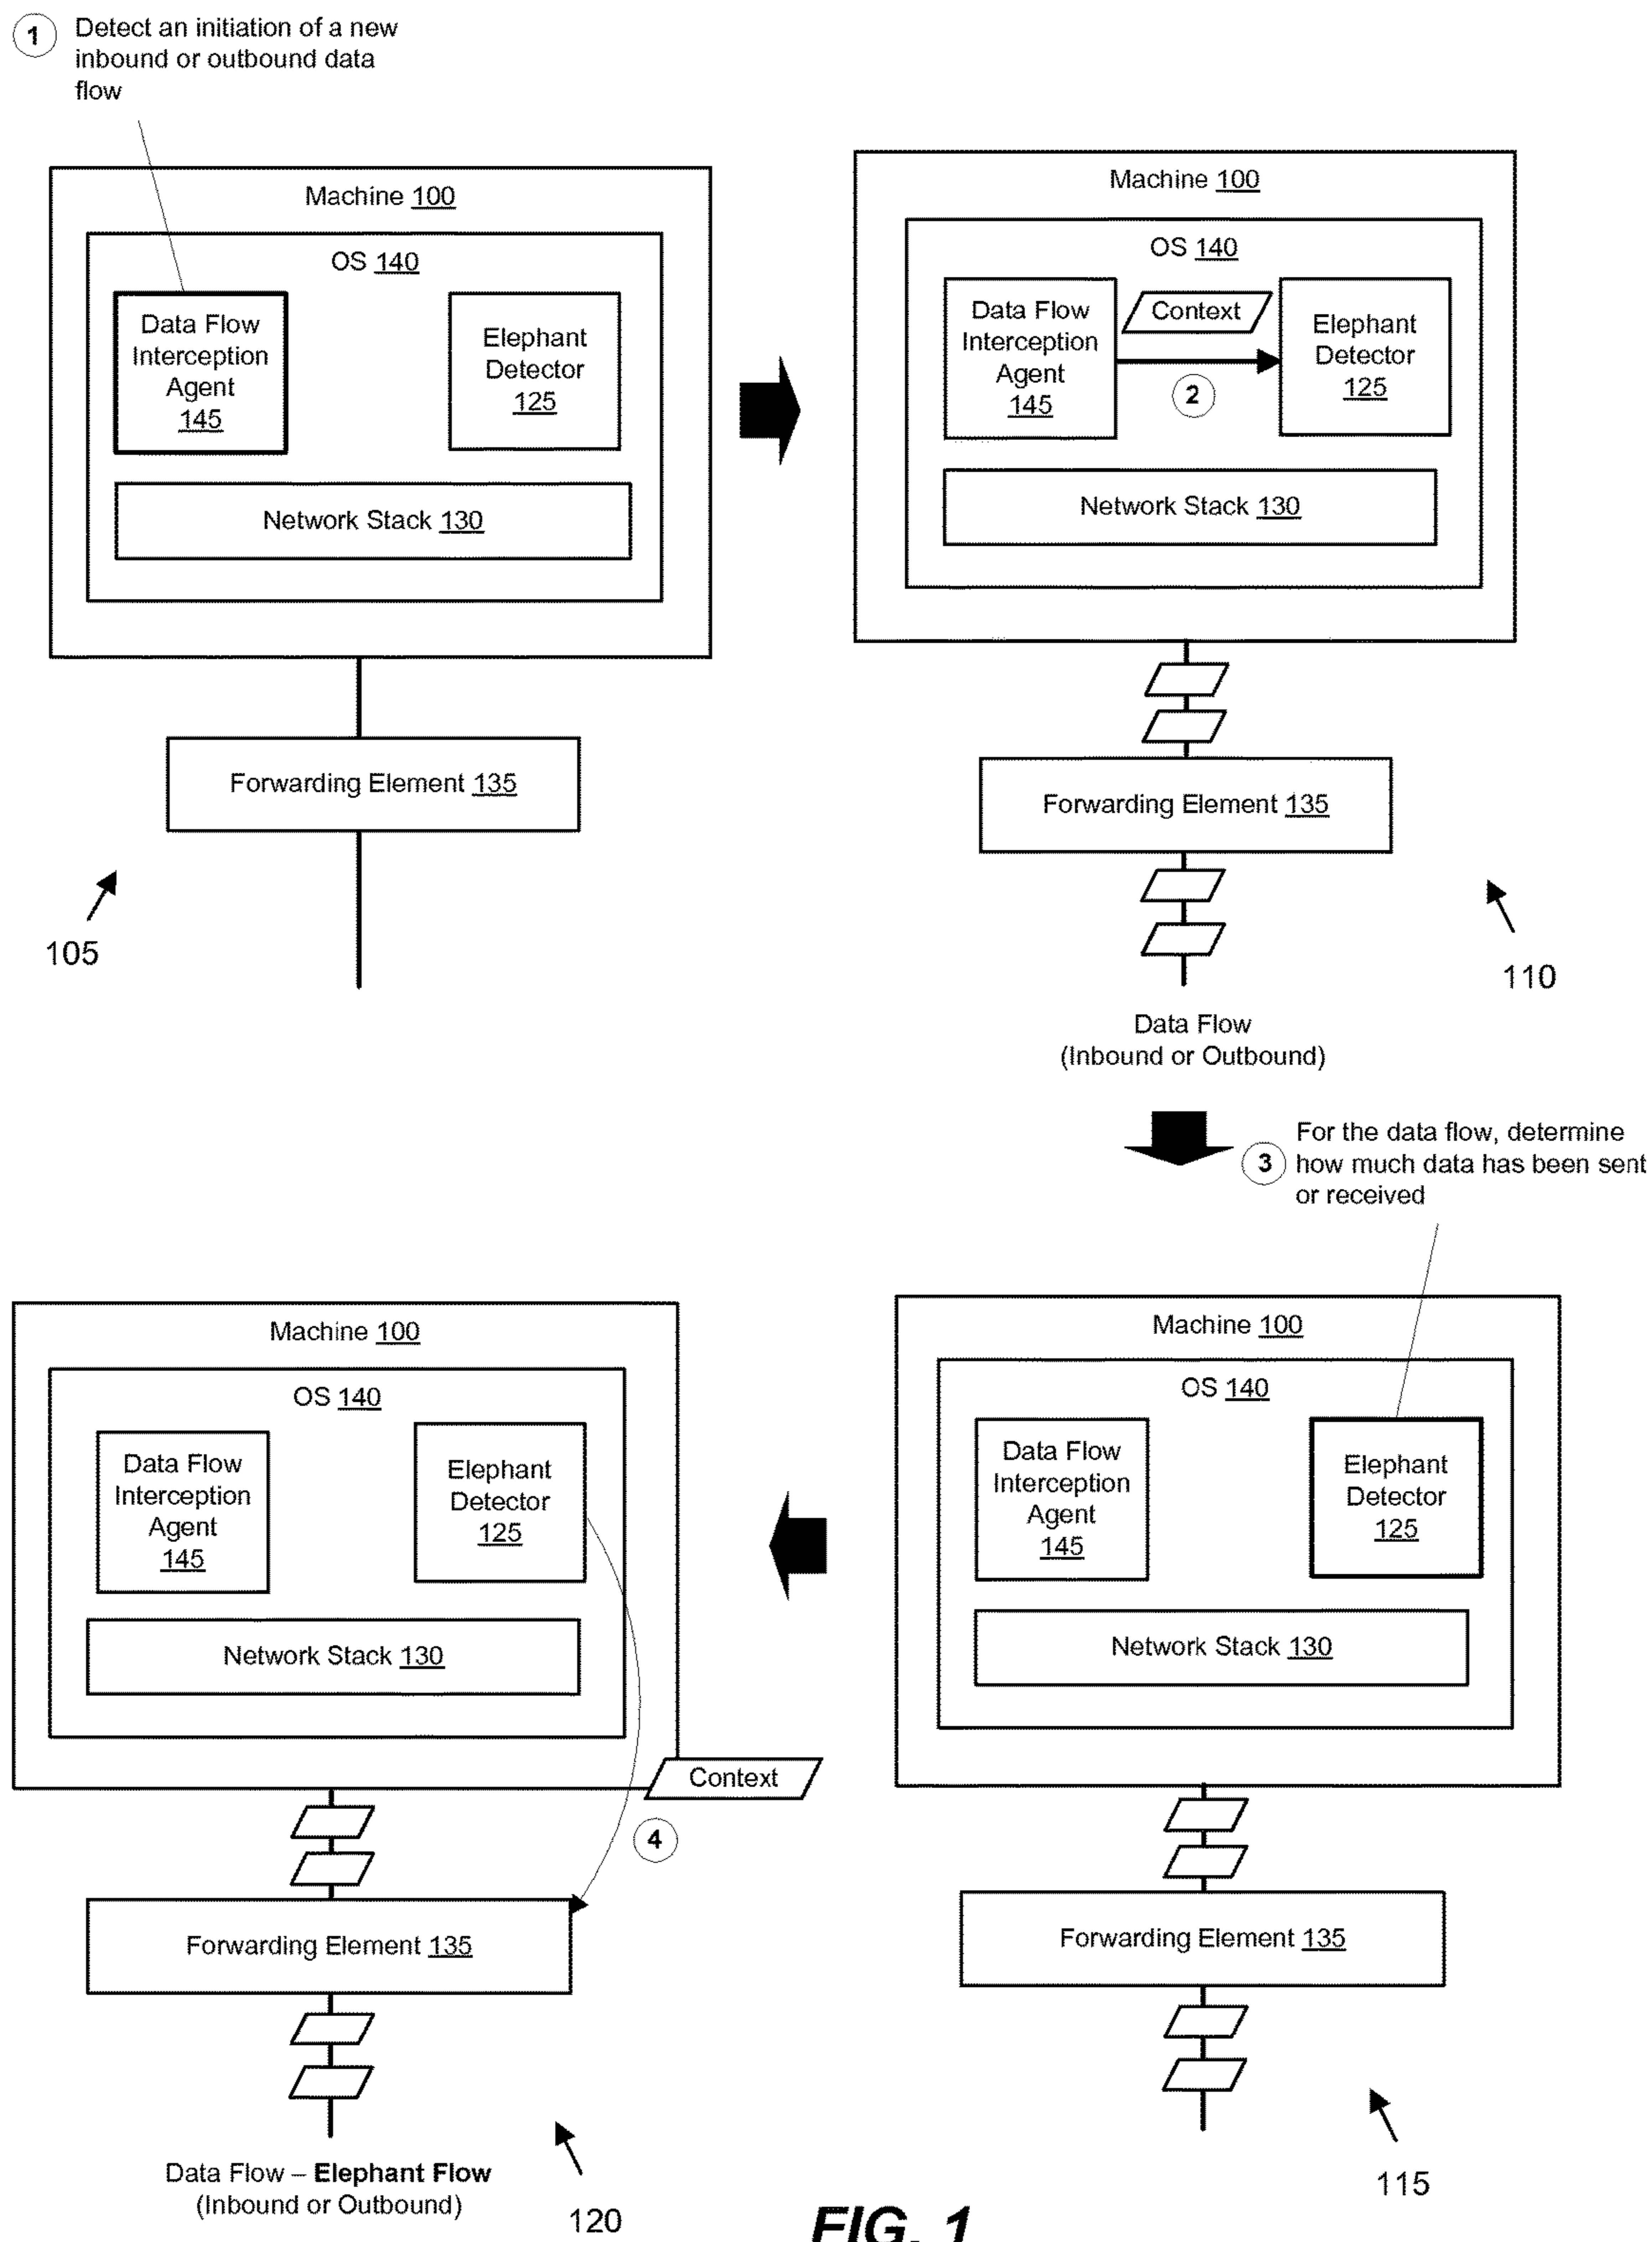 1
Detect an initiation of a new
inbound or outbound data
flow
Machine 100
OS 140
Data Flow
Interception
Agent
145
Elephant
Detector
125
Network Stack 130
Forwarding Element 135
105
Machine 100
OS 140
Data Flow
Interception
Agent
145
Context
2
Elephant
Detector
125
Network Stack 130
Forwarding Element 135
110
Data Flow
(Inbound or Outbound)
3
For the data flow, determine
how much data has been sent
or received
Machine 100
OS 140
Data Flow
Interception
Agent
145
Elephant
Detector
125
Network Stack 130
Forwarding Element 135
115
Machine 100
OS 140
Data Flow
Interception
Agent
145
Elephant
Detector
125
Network Stack 130
Context
4
Forwarding Element 135
Data Flow – Elephant Flow
(Inbound or Outbound)
120
FIG. 1